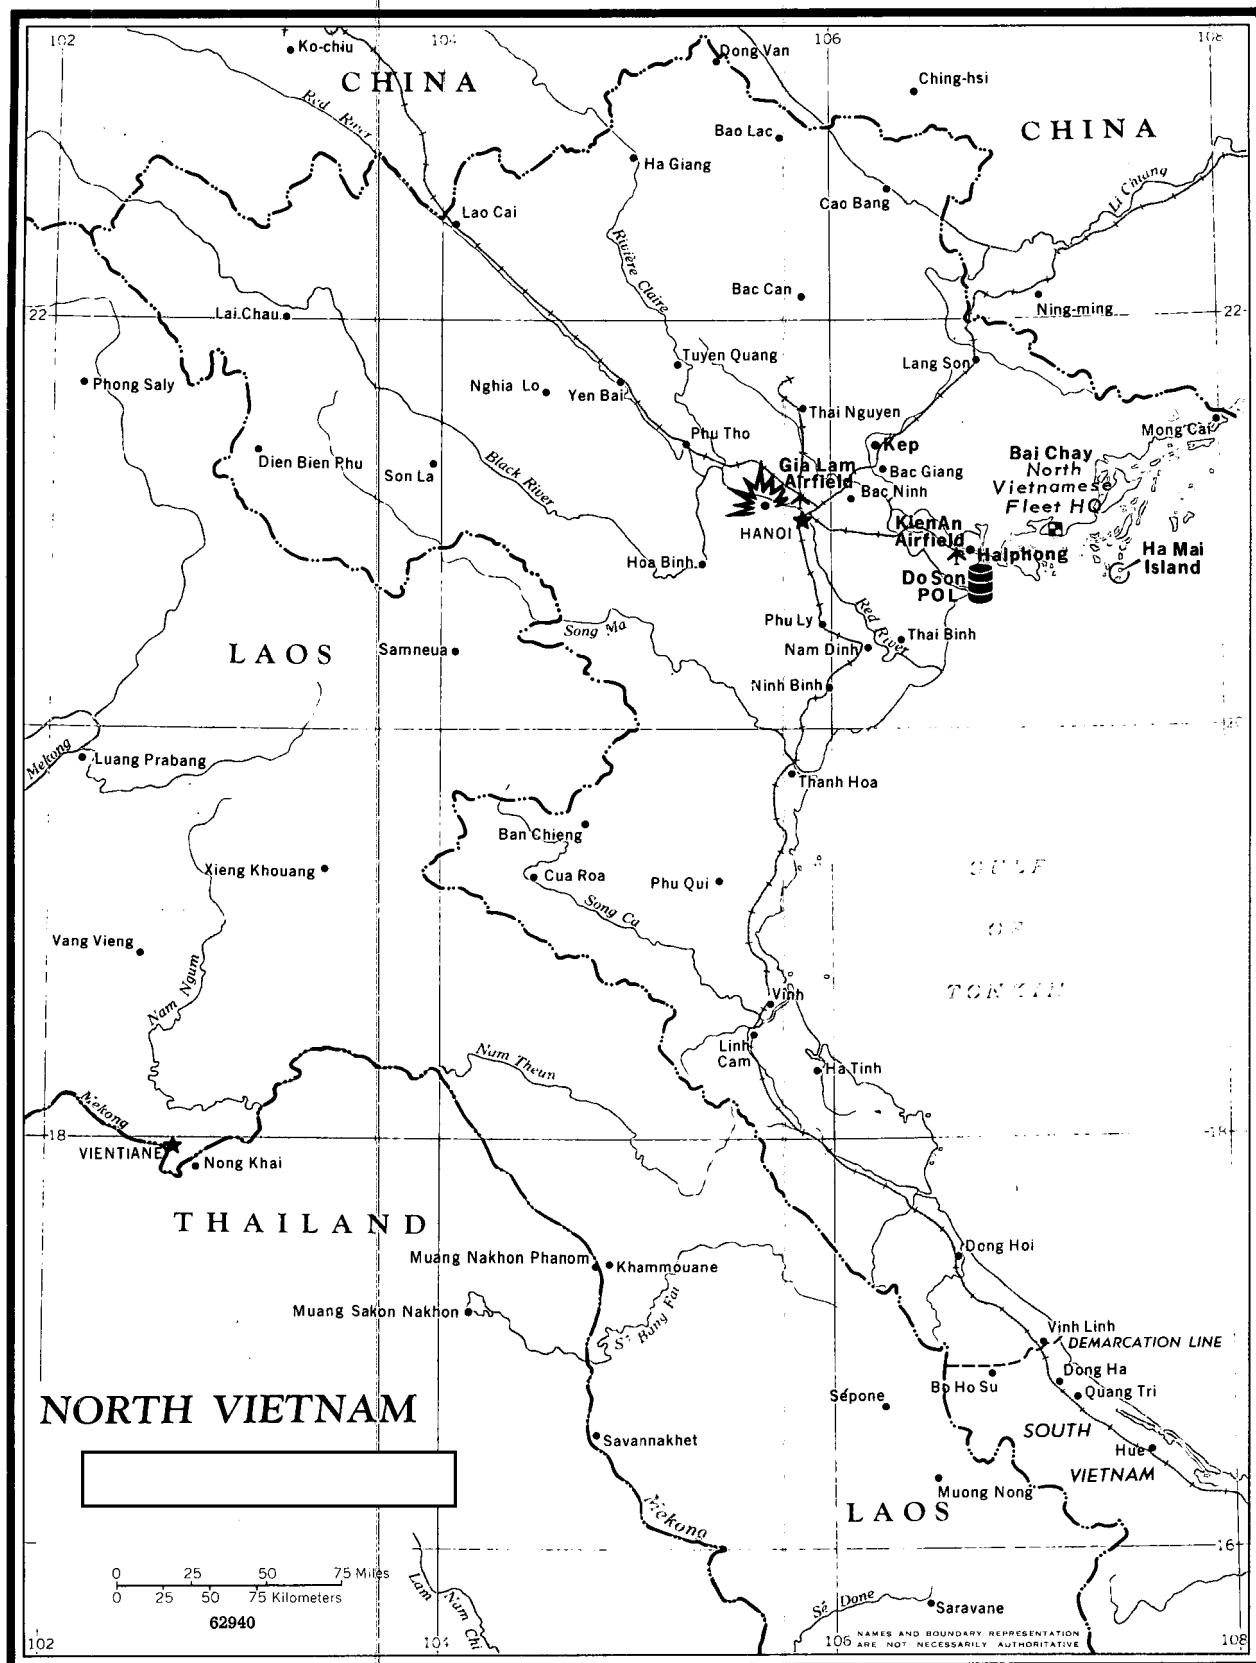 102
104
106
108
Ko-chiu
Dong Van
CHINA
Ching-hsi
Red River
Bao Lac
CHINA
Ha Giang
Li Chiang
Cao Bang
Lao Cai
Rivière Claire
Bac Can
Ning-ming
22
Lai Chau
22
Tuyen Quang
Lang Son
Phong Saly
Nghia Lo
Yen Bai
Thai Nguyen
Mong Cai
Phu Tho
Kep
Bai Chay
North
Vietnamese
Fleet HQ
Dien Bien Phu
Son La
Black River
Gia Lam
Airfield
Bac Giang
Bac Ninh
HANOI
KienAn
Airfield
Haiphong
Ha Mai
Island
Hoa Binh
Do Son
POL
Red River
Phu Ly
Thai Binh
Song Ma
LAOS
Samneua
Nam Dinh
Ninh Binh
Mekong
Luang Prabang
Thanh Hoa
Ban Chieng
Xieng Khouang
Cua Roa
Phu Qui
GULF
OF
TONKIN
Song Ca
Vang Vieng
Nam Ngum
Vinh
Linh
Cam
Ha Tinh
Nam Theun
Mekong
18
18
VIENTIANE
Nong Khai
THAILAND
Muang Nakhon Phanom
Khammouane
Dong Hoi
Muang Sakon Nakhon
Bang Fai
Vinh Linh
DEMARCATION LINE
Dong Ha
Bo Ho Su
Quang Tri
Sépone
NORTH VIETNAM
SOUTH
VIETNAM
Hue
Savannakhet
Muong Nong
LAOS
Mekong
16
0 25 50 75 Miles
0 25 50 75 Kilometers
62940
Lam
Nam Chi
Sé Done
Saravane
NAMES AND BOUNDARY REPRESENTATION
ARE NOT NECESSARILY AUTHORITATIVE
102
104
106
108